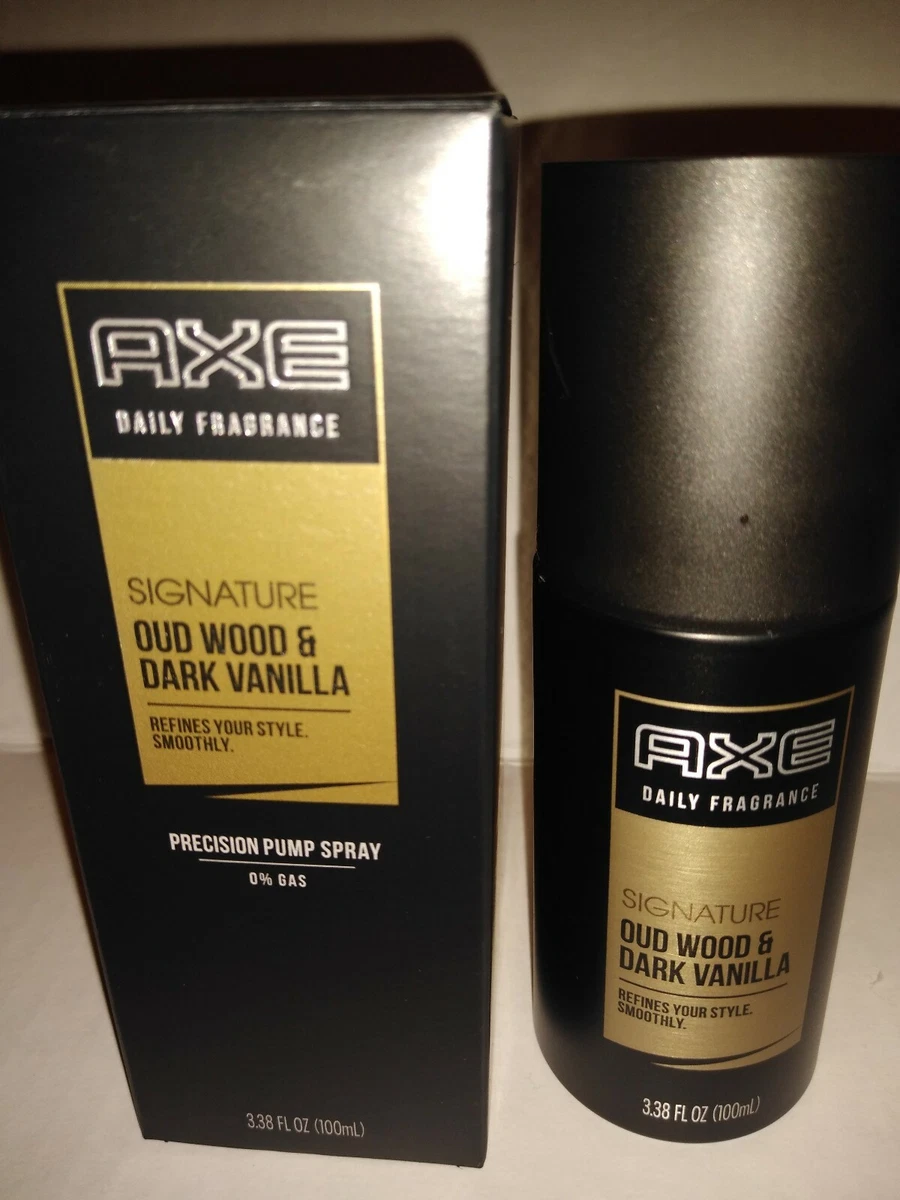 AXE
DAILY FRAGRANCE
SIGNATURE
OUD WOOD &
DARK VANILLA
REFINES YOUR STYLE.
SMOOTHLY.
PRECISION PUMP SPRAY
0% GAS
3.38 FL OZ (100mL)
AXE
DAILY FRAGRANCE
SIGNATURE
OUD WOOD &
DARK VANILLA
REFINES YOUR STYLE.
SMOOTHLY.
3.38 FL OZ (100mL)